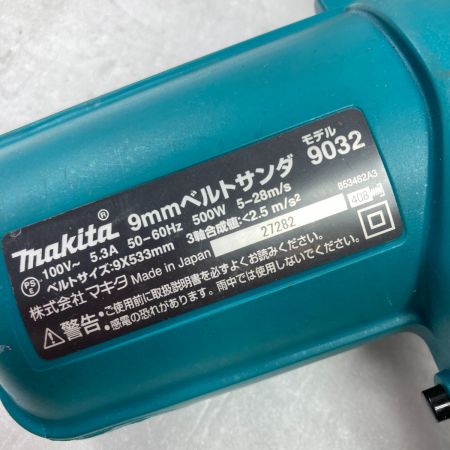 makita® 9mmベルトサンダ モデル 9032
100V~ 5.3A 50-60Hz 500W 5-28m/s 853462A3
ベルトサイズ:9X533mm 3軸合成値:<2.5 m/s²
株式会社 マキタ Made in Japan 27282 408
PS E
⚠警告 ・ご使用前に取扱説明書を必ずよくお読みください。
・感電の恐れがあります。雨中では使用しないでください。